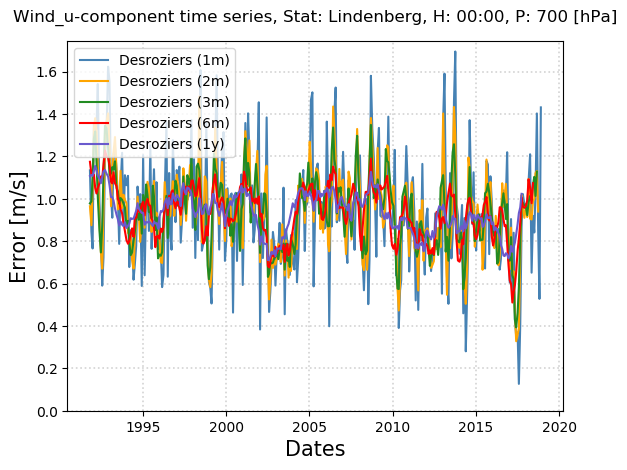 Wind_u-component time series, Stat: Lindenberg, H: 00:00, P: 700 [hPa]
Error [m/s]
1.6
1.4
1.2
1.0
0.8
0.6
0.4
0.2
0.0
Desroziers (1m)
Desroziers (2m)
Desroziers (3m)
Desroziers (6m)
Desroziers (1y)
1995 2000 2005 2010 2015 2020
Dates